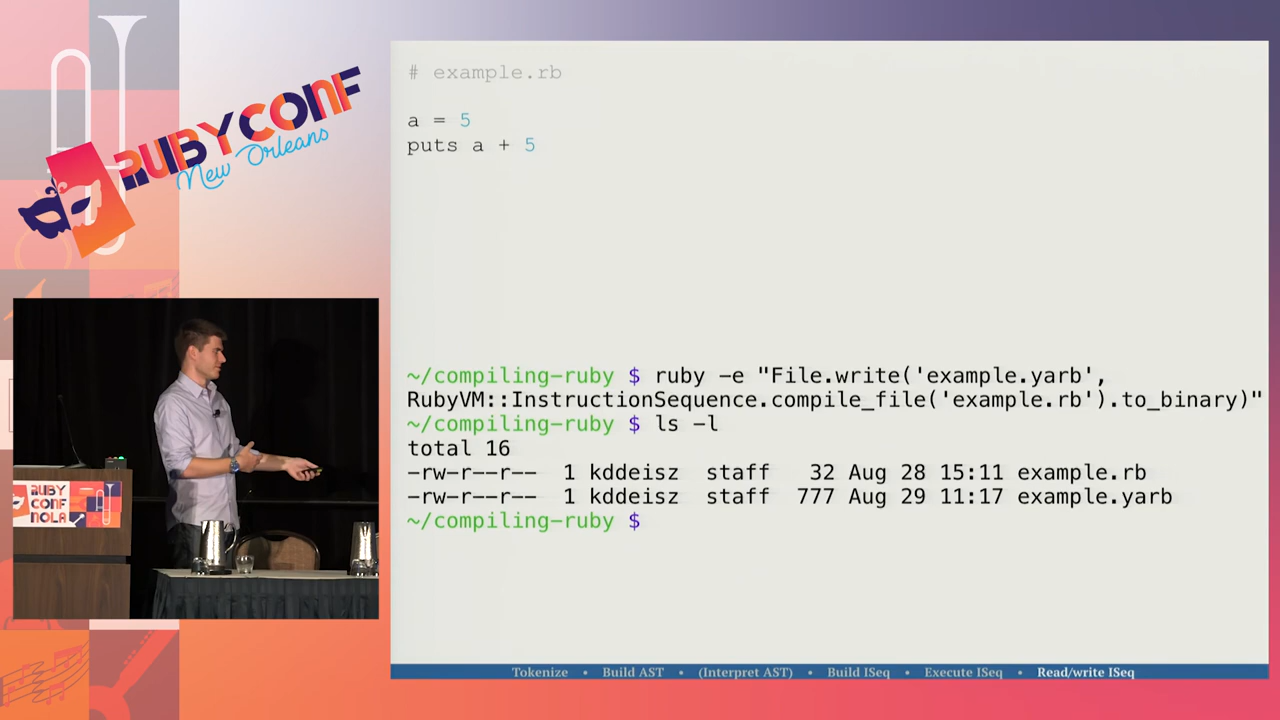 RUBYCONF
New Orleans
# example.rb
a = 5
puts a + 5
~/compiling-ruby $ ruby -e "File.write('example.yarb',
RubyVM::InstructionSequence.compile_file('example.rb').to_binary)"
~/compiling-ruby $ ls -l
total 16
-rw-r--r-- 1 kddeisz staff 32 Aug 28 15:11 example.rb
-rw-r--r-- 1 kddeisz staff 777 Aug 29 11:17 example.yarb
~/compiling-ruby $
RUBY
CONF
NOLA
Tokenize • Build AST • (Interpret AST) • Build ISeq • Execute ISeq • Read/write ISeq